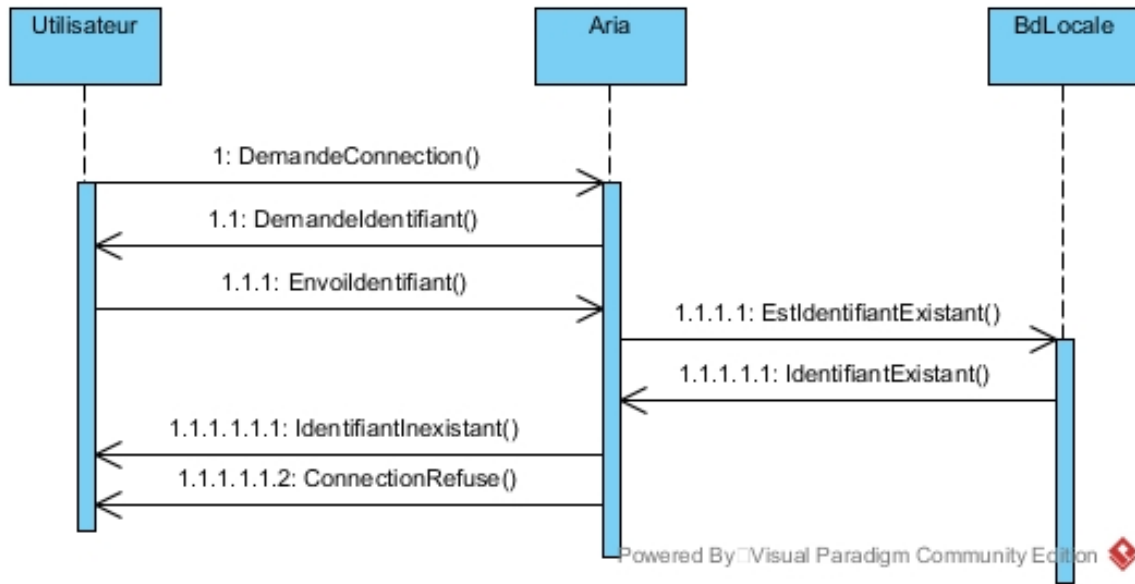 Utilisateur
Aria
BdLocale
1: DemandeConnection()
1.1: DemandeIdentifiant()
1.1.1: EnvoiIdentifiant()
1.1.1.1: EstIdentifiantExistant()
1.1.1.1.1: IdentifiantExistant()
1.1.1.1.1.1: IdentifiantInexistant()
1.1.1.1.1.2: ConnectionRefuse()
Powered By Visual Paradigm Community Edition